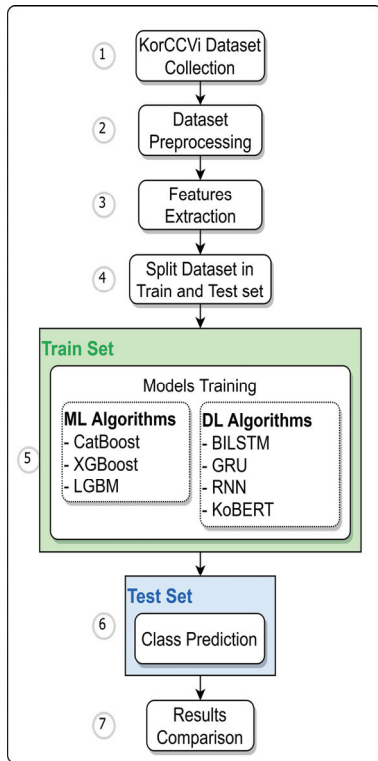 1
KorCCVi Dataset
Collection
2
Dataset
Preprocessing
3
Features
Extraction
4
Split Dataset in
Train and Test set
Train Set
Models Training
5
ML Algorithms
- CatBoost
- XGBoost
- LGBM
DL Algorithms
- BILSTM
- GRU
- RNN
- KoBERT
Test Set
6
Class Prediction
7
Results
Comparison